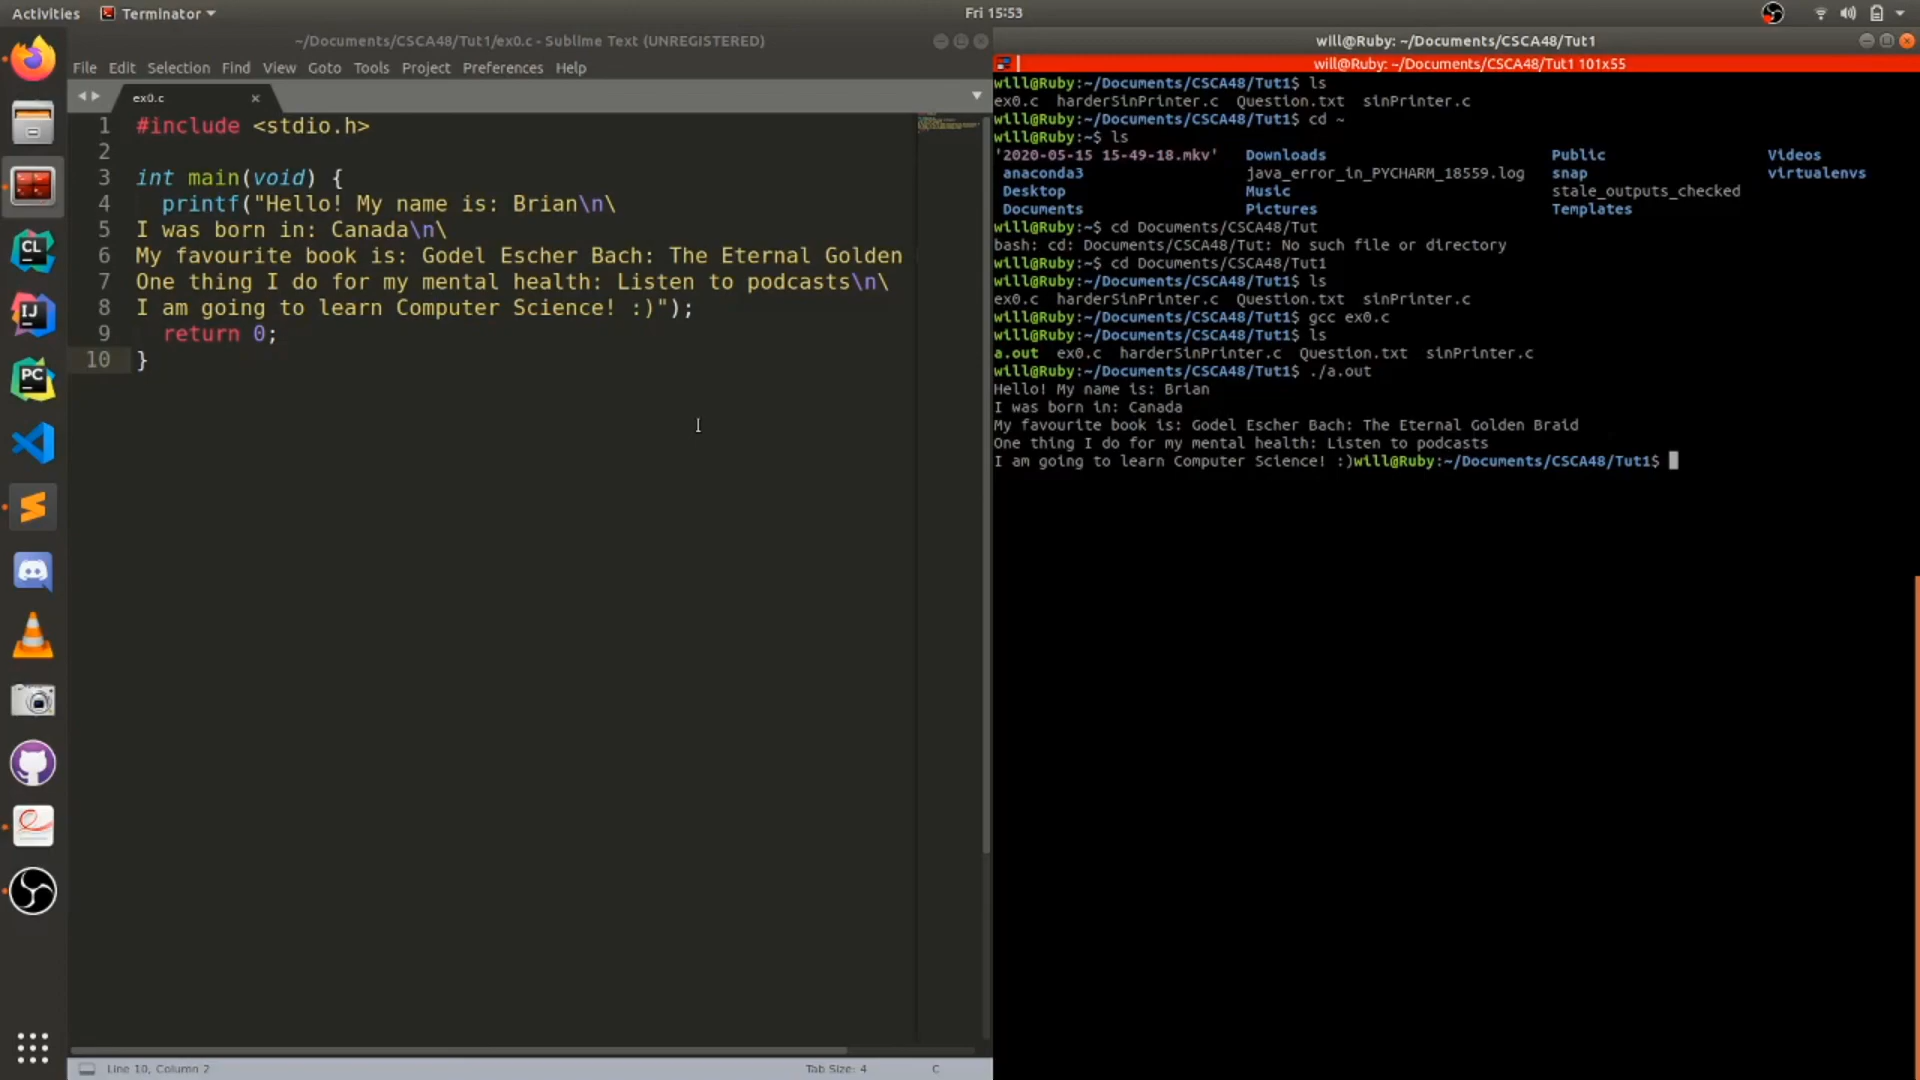 Activities Terminator Fri 15:53
~/Documents/CSCA48/Tut1/ex0.c - Sublime Text (UNREGISTERED)
File Edit Selection Find View Goto Tools Project Preferences Help
ex0.c
1 #include <stdio.h>
2
3 int main(void) {
4 printf("Hello! My name is: Brian\n\
5 I was born in: Canada\n\
6 My favourite book is: Godel Escher Bach: The Eternal Golden
7 One thing I do for my mental health: Listen to podcasts\n\
8 I am going to learn Computer Science! :)");
9 return 0;
10 }
Line 10, Column 2 Tab Size: 4 C
CL
IJ
PC
will@Ruby: ~/Documents/CSCA48/Tut1
will@Ruby: ~/Documents/CSCA48/Tut1 101x55
will@Ruby:~/Documents/CSCA48/Tut1$ ls
ex0.c harderSinPrinter.c Question.txt sinPrinter.c
will@Ruby:~/Documents/CSCA48/Tut1$ cd ~
will@Ruby:~$ ls
'2020-05-15 15-49-18.mkv' Downloads Public Videos
anaconda3 java_error_in_PYCHARM_18559.log snap virtualenvs
Desktop Music stale_outputs_checked
Documents Pictures Templates
will@Ruby:~$ cd Documents/CSCA48/Tut
bash: cd: Documents/CSCA48/Tut: No such file or directory
will@Ruby:~$ cd Documents/CSCA48/Tut1
will@Ruby:~/Documents/CSCA48/Tut1$ ls
ex0.c harderSinPrinter.c Question.txt sinPrinter.c
will@Ruby:~/Documents/CSCA48/Tut1$ gcc ex0.c
will@Ruby:~/Documents/CSCA48/Tut1$ ls
a.out ex0.c harderSinPrinter.c Question.txt sinPrinter.c
will@Ruby:~/Documents/CSCA48/Tut1$ ./a.out
Hello! My name is: Brian
I was born in: Canada
My favourite book is: Godel Escher Bach: The Eternal Golden Braid
One thing I do for my mental health: Listen to podcasts
I am going to learn Computer Science! :)will@Ruby:~/Documents/CSCA48/Tut1$